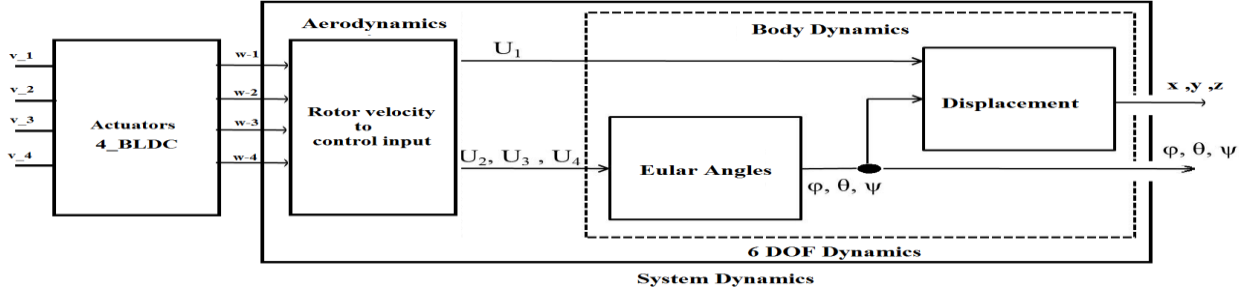 Aerodynamics
Body Dynamics
v_1
v_2
v_3
v_4
Actuators
4_BLDC
w-1
w-2
w-3
w-4
Rotor velocity
to
control input
U₁
U₂, U₃ , U₄
Eular Angles
φ, θ, ψ
Displacement
x ,y ,z
φ, θ, ψ
6 DOF Dynamics
System Dynamics